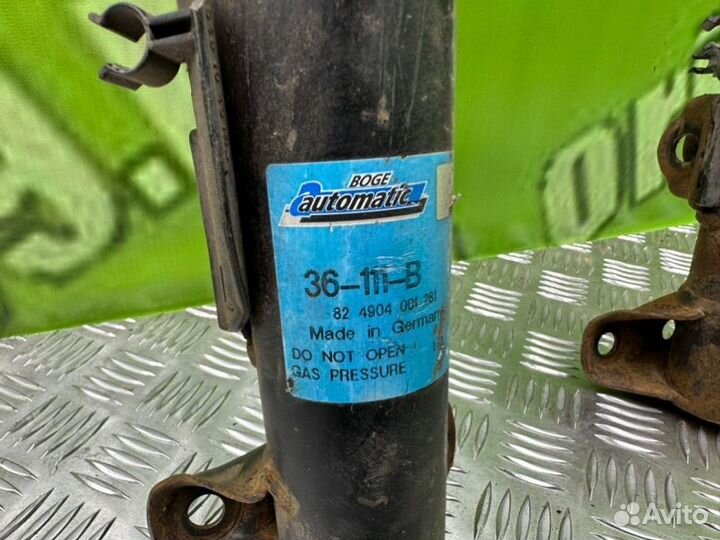 BOGE
automatic
36-111-B
82 4904 001 261
Made in Germany
DO NOT OPEN
GAS PRESSURE
Avito